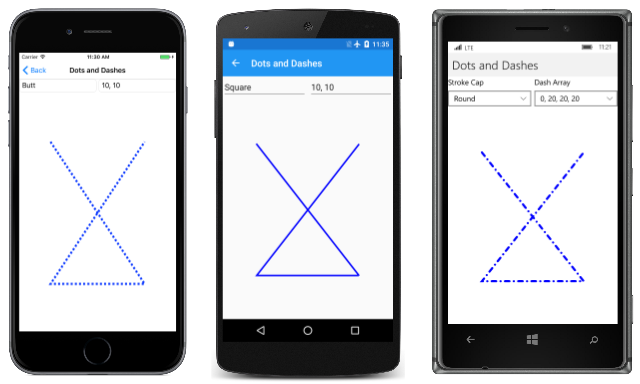 Carrier 11:30 AM
Back Dots and Dashes
Butt 10, 10
11:35
Dots and Dashes
Square 10, 10
LTE 11:21
Dots and Dashes
Stroke Cap Dash Array
Round 0, 20, 20, 20